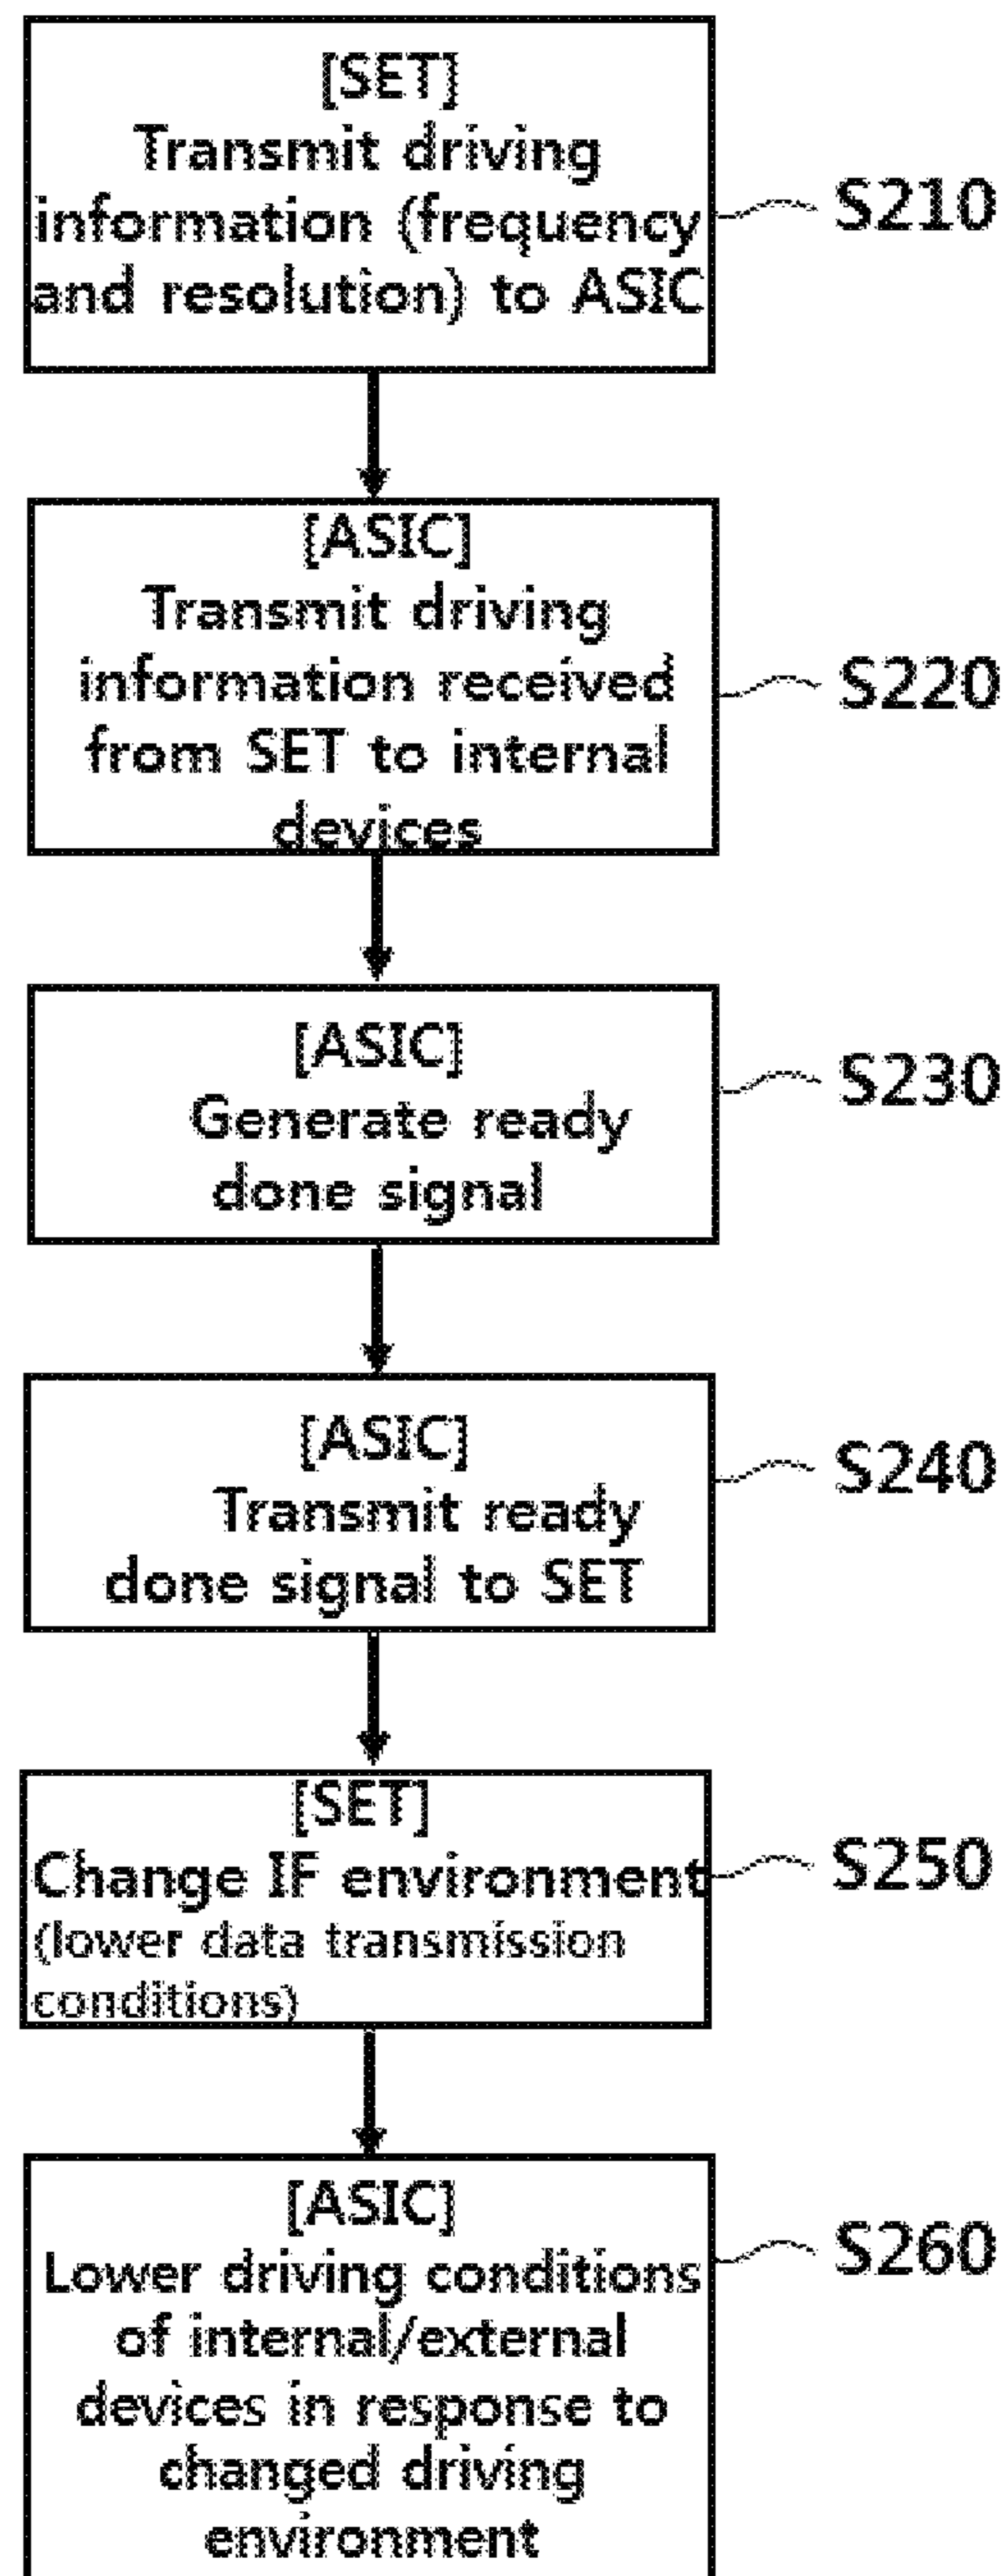 [SET]
Transmit driving
information (frequency
and resolution) to ASIC
S210
[ASIC]
Transmit driving
information received
from SET to internal
devices
S220
[ASIC]
Generate ready
done signal
S230
[ASIC]
Transmit ready
done signal to SET
S240
[SET]
Change IF environment
(lower data transmission
conditions)
S250
[ASIC]
Lower driving conditions
of internal/external
devices in response to
changed driving
environment
S260